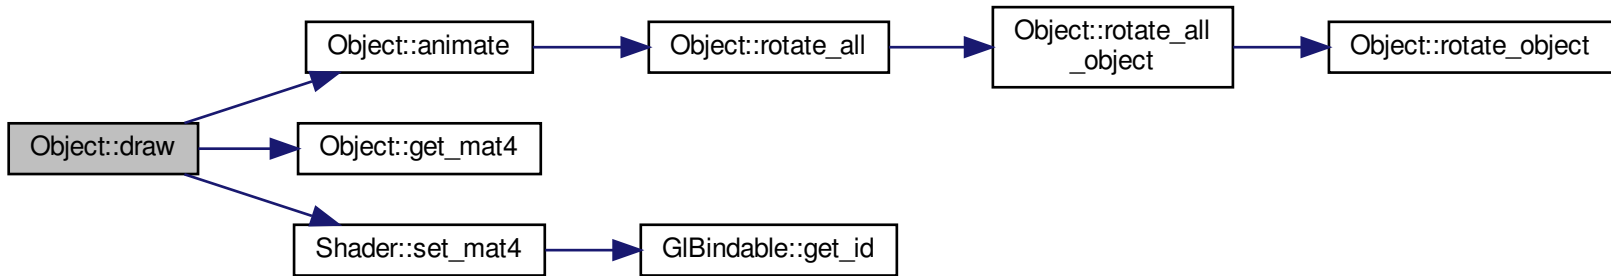 Object::animate
Object::rotate_all
Object::rotate_all
_object
Object::rotate_object
Object::draw
Object::get_mat4
Shader::set_mat4
GlBindable::get_id